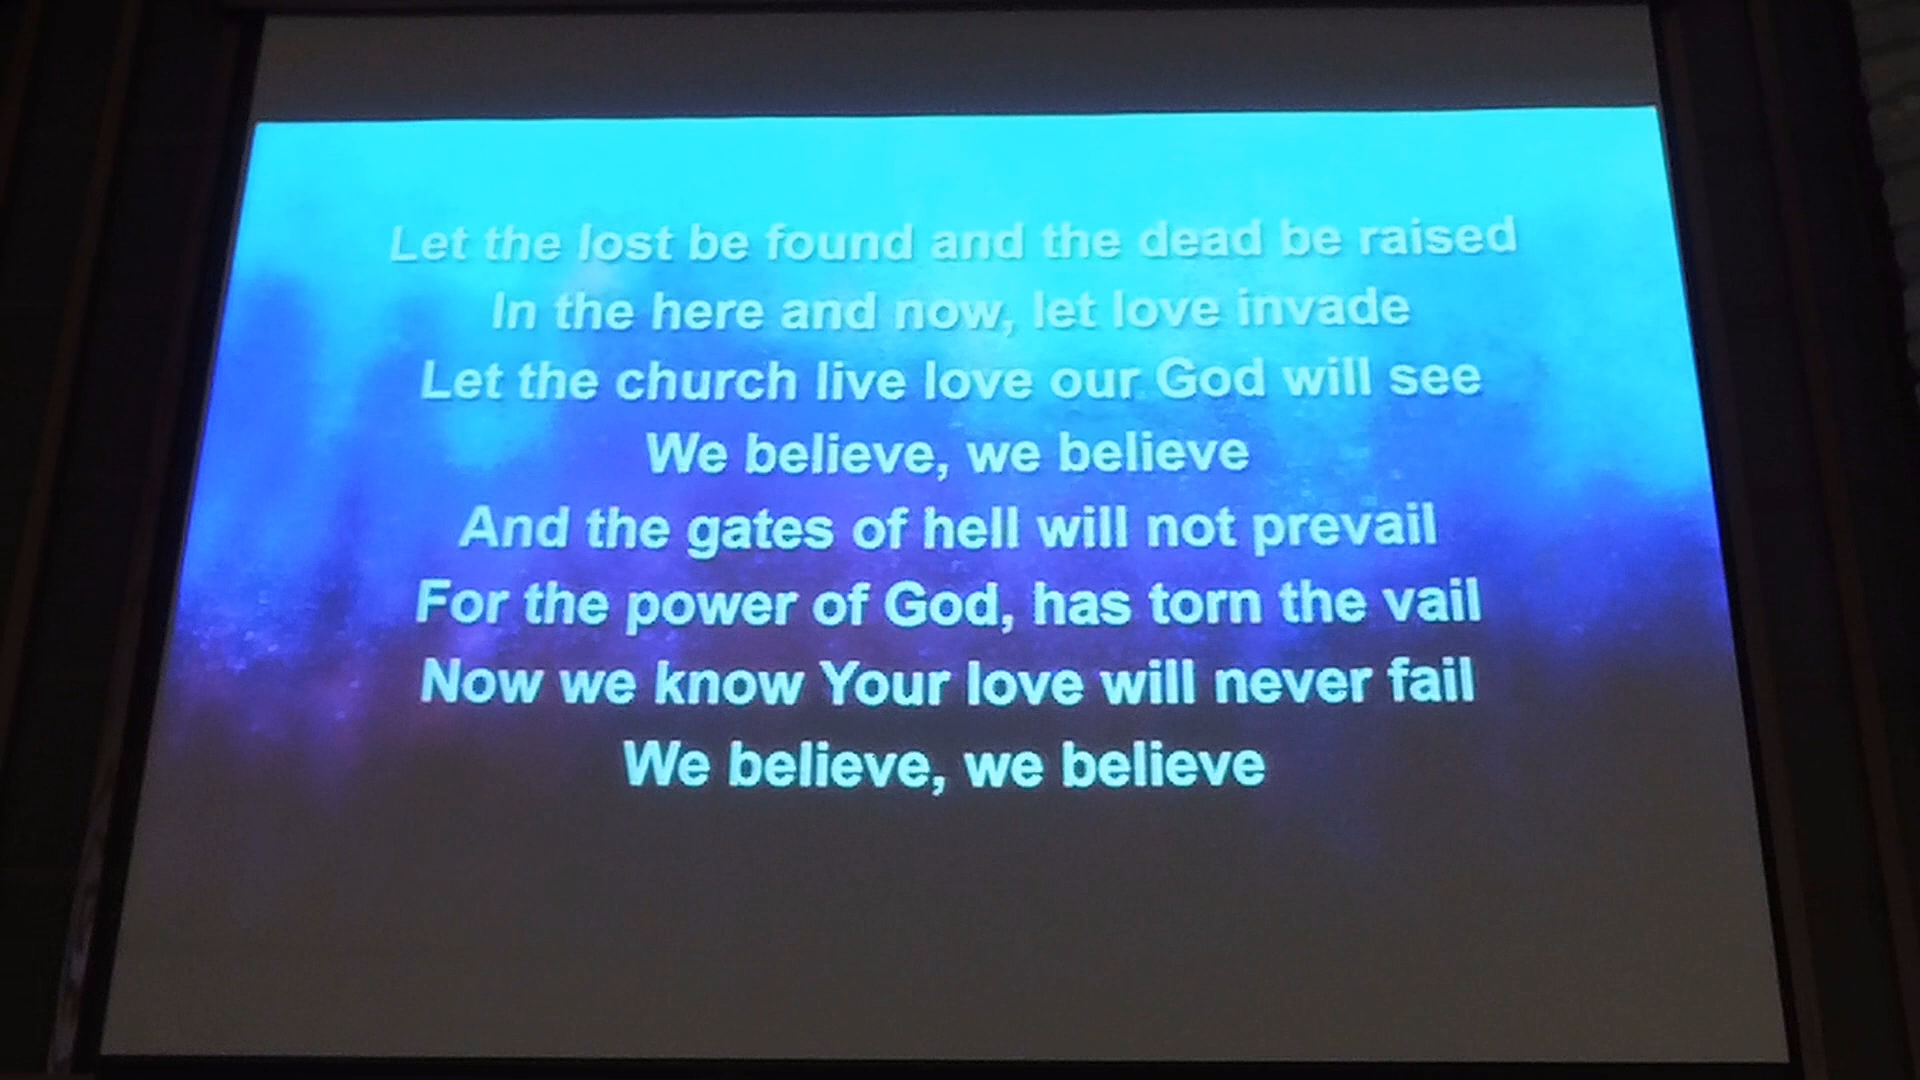 Let the lost be found and the dead be raised
In the here and now, let love invade
Let the church live love our God will see
We believe, we believe
And the gates of hell will not prevail
For the power of God, has torn the vail
Now we know Your love will never fail
We believe, we believe